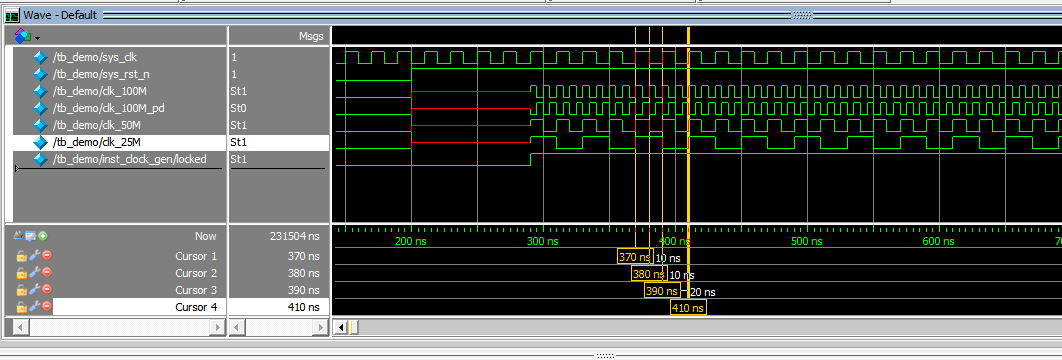 Wave - Default
Msgs
/tb_demo/sys_clk 1
/tb_demo/sys_rst_n 1
/tb_demo/clk_100M St1
/tb_demo/clk_100M_pd St0
/tb_demo/clk_50M St1
/tb_demo/clk_25M St1
/tb_demo/inst_clock_gen/locked St1
Now 231504 ns 200 ns 300 ns 400 ns 500 ns 600 ns
Cursor 1 370 ns 370 ns 10 ns
Cursor 2 380 ns 380 ns 10 ns
Cursor 3 390 ns 390 ns 20 ns
Cursor 4 410 ns 410 ns